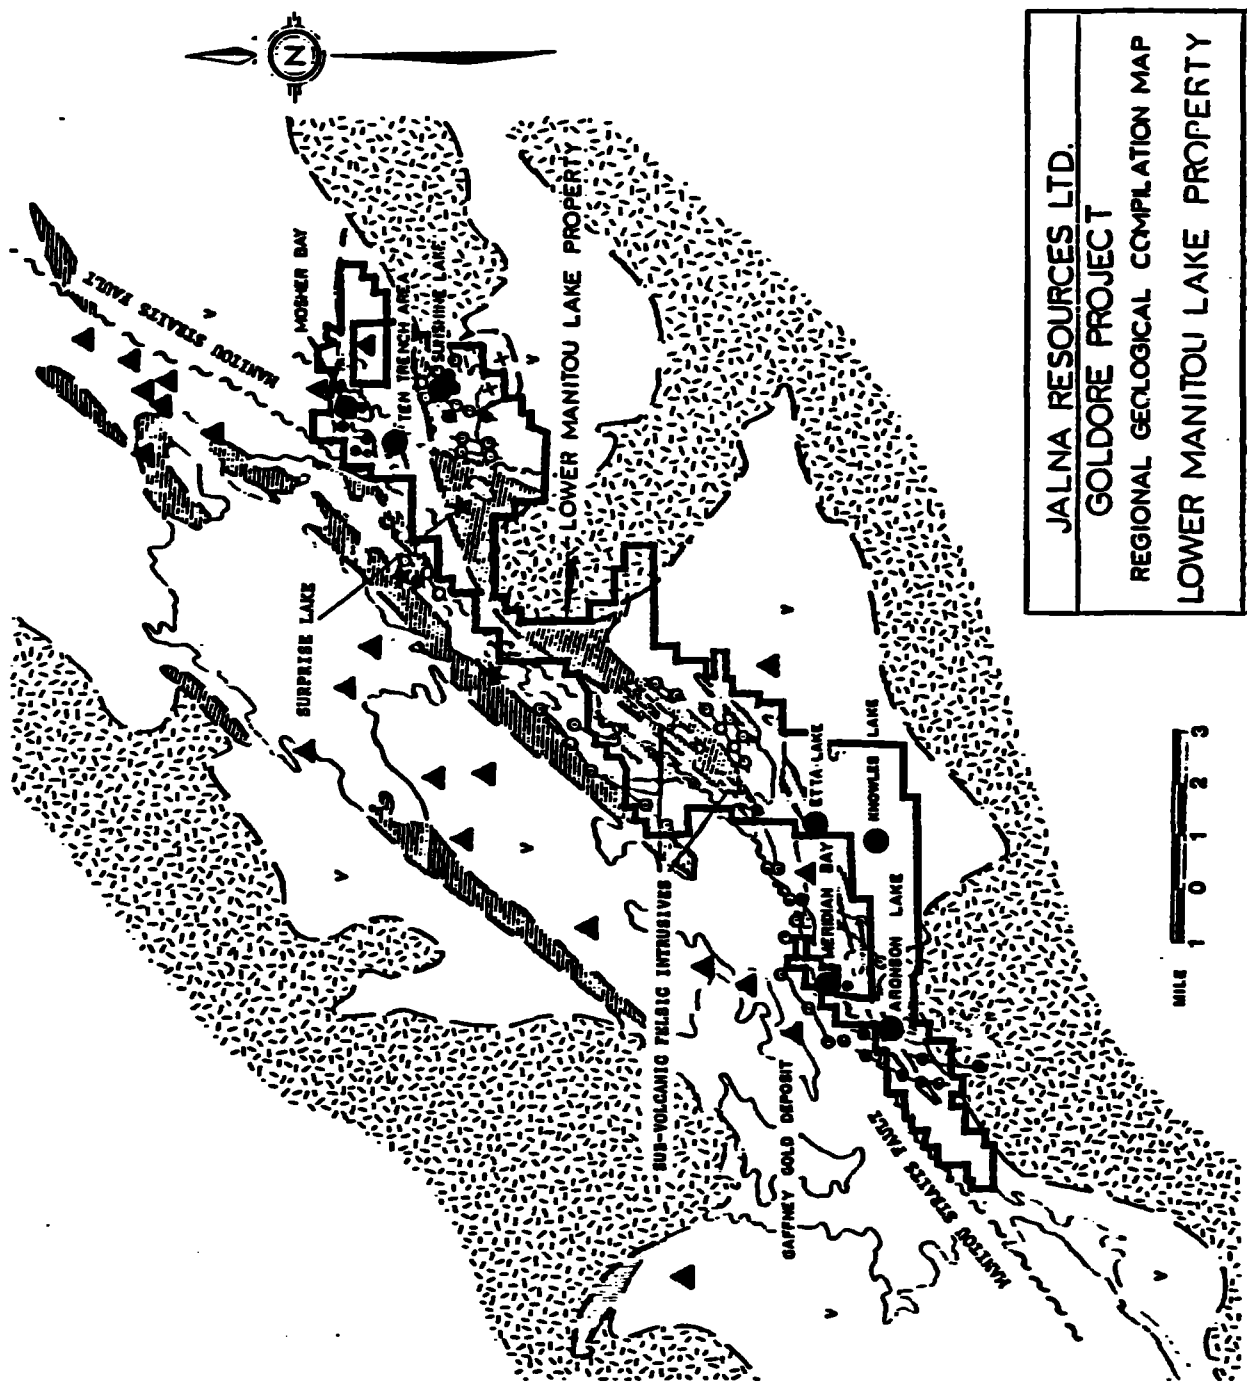 N
MANITOU STRAITS FAULT
MOSHER BAY
TEN TRENCH AREA
SUNSHINE LAKE
LOWER MANITOU LAKE PROPERTY
SURPRISE LAKE
SUB-VOLCANIC FELSIC INTRUSIVES
GAFFNEY GOLD DEPOSIT
MERIDIAN BAY
ETTA LAKE
KNOWLES LAKE
ARONSON LAKE
MANITOU STRAITS FAULT
V
V
V
V
V
V
V
MILE 1 0 1 2 3
JALNA RESOURCES LTD.
GOLDORE PROJECT
REGIONAL GEOLOGICAL COMPILATION MAP
LOWER MANITOU LAKE PROPERTY